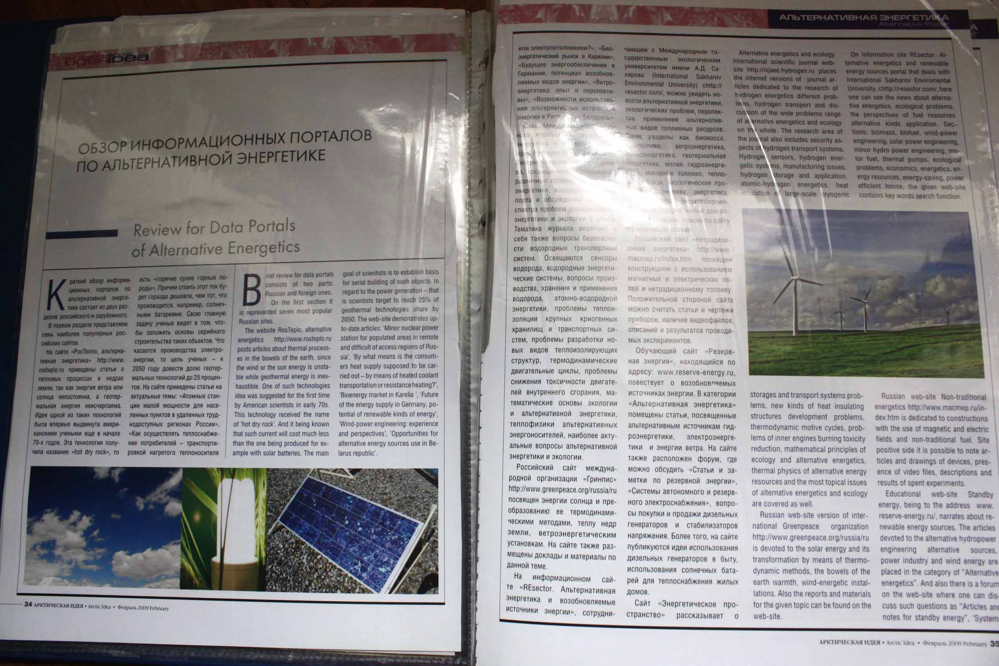 идея idea
ОБЗОР ИНФОРМАЦИОННЫХ ПОРТАЛОВ
ПО АЛЬТЕРНАТИВНОЙ ЭНЕРГЕТИКЕ
Review for Data Portals
of Alternative Energetics
Краткий обзор информа-
ционных порталов по
альтернативной энерге-
тике состоит из двух раз-
делов: российского и зарубежного.
В первом разделе представляем
семь наиболее популярных рос-
сийских сайтов.
На сайте «РосТепло, альтерна-
тивная энергетика» http://www.
rosteplo.ru приведены статьи о
тепловых процессах в недрах
земли, так как энергия ветра или
солнца непостоянна, а геотер-
мальная энергия неисчерпаема.
Идея одной из таких технологий
была впервые выдвинута амери-
канскими учеными еще в начале
70-х годов. Эта технология полу-
чила название «hot dry rock», то
есть «горячие сухие горные по-
роды». Причем стоить этот ток бу-
дет гораздо дешевле, чем тот, что
производится, например, солнеч-
ными батареями. Свою главную
задачу ученые видят в том, что-
бы заложить основы серийного
строительства таких объектов. Что
касается производства электро-
энергии, то цель ученых – к
2050 году довести долю геотер-
мальных технологий до 25 процен-
тов. На сайте приведены статьи на
актуальные темы: «Атомные стан-
ции малой мощности для насе-
ленных пунктов в удаленных труд-
нодоступных регионах России»,
«Как осуществлять теплоснабже-
ние потребителей – транспорти-
ровкой нагретого теплоносителя
Brief review for data portals
consists of two parts:
Russian and foreign ones.
On the first section it
is represented seven most popular
Russian sites.
The website RosTeplo, alternative
energetics http://www.rosteplo.ru
posts articles about thermal process-
es in the bowels of the earth, since
the wind or the sun energy is unsta-
ble while geothermal energy is inex-
haustible. One of such technologies
idea was suggested for the first time
by American scientists in early 70s.
This technology received the name
of ‘hot dry rock’. And it being known
that such current will cost much less
than the one being produced for ex-
ample with solar batteries. The main
goal of scientists is to establish basis
for serial building of such objects. In
regard to the power generation – that
is scientists target to reach 25% of
geothermal technologies share by
2050. The web-site demonstrates up-
to-date articles: ‘Minor nuclear power
station for populated areas in remote
and difficult of access regions of Rus-
sia’, ‘By what means is the consum-
ers heat supply supposed to be car-
ried out – by means of heated coolant
transportation or resistance heating?’,
‘Bioenergy market in Karelia ’, ‘Future
of the energy supply in Germany, po-
tential of renewable kinds of energy’,
‘Wind-power engineering: experience
and perspectives’, ‘Opportunities for
alternative energy sources use in Be-
larus republic’.
34 АРКТИЧЕСКАЯ ИДЕЯ • Arctic Idea • Февраль 2009 February
АЛЬТЕРНАТИВНАЯ ЭНЕРГЕТИКА
Alternative Power
или электроотоплением?», «Био-
энергетический рынок в Карелии»,
«Будущее энергообеспечения в
Германии, потенциал возобнов-
ляемых видов энергии», «Ветро-
энергетика: опыт и перспекти-
вы», «Возможности использова-
ния альтернативных источников
энергии в Республике Беларусь».
Сайт
журнала
порта и обсуждению
спектра проблем
энергетики и экологии в
Тематика журнала включает в
себя также вопросы безопасно-
сти водородных транспортных
систем. Освещаются сенсоры
водорода, водородные энергети-
ческие системы, вопросы произ-
водства, хранения и применения
водорода, атомно-водородной
энергетики, проблемы теплои-
золяции крупных криогенных
хранилищ и транспортных си-
стем, проблемы разработки но-
вых видов теплоизолирующих
структур, термодинамические
двигательные циклы, проблемы
снижения токсичности двигате-
лей внутреннего сгорания, ма-
тематические основы экологии
и альтернативной энергетики,
теплофизики альтернативных
энергоносителей, наиболее акту-
альные вопросы альтернативной
энергетики и экологии.
Российский сайт междуна-
родной организации «Гринпис»
http://www.greenpeace.org/russia/ru
посвящен энергии солнца и пре-
образованию ее термодинами-
ческими методами, теплу недр
земли, ветроэнергетическим
установкам. На сайте также раз-
мещены доклады и материалы по
данной теме.
На информационном сай-
те «REsector. Альтернативная
энергетика и возобновляемые
источники энергии», сотрудни-
чающем с Международным го-
сударственным экологическим
университетом имени А.Д. Са-
харова (International Sakharov
Environmental University) chttp://
resector.com/, можно увидеть но-
вости альтернативной энергетики,
экологических проблем, перспек-
тив применения альтернатив-
ных видов топливных ресурсов.
Такие разделы как биомасса,
ветроэнергетика,
геотермальная
энергетика, малая гидроэнерге-
моторное топливо, тепло-
экологические про-
энергетика,
энергосбереже-
дом со-
поиска по сайту
словам.
Российский сайт «Нетрадици-
онная энергетика» http://www.
macmep.ru/index.htm посвящен
конструкциям с использованием
магнитных и электрических по-
лей и нетрадиционному топливу.
Положительной стороной сайта
можно считать статьи и чертежи
приборов, наличие видеофайлов,
описаний и результатов проводи-
мых экспериментов.
Обучающий сайт «Резерв-
ная энергия», находящийся по
адресу: www.reserve-energy.ru,
повествует о возобновляемых
источниках энергии. В категории
«Альтернативная энергетика»
помещены статьи, посвященные
альтернативным источникам гид-
роэнергетики, электроэнерге-
тики и энергии ветра. На сайте
также расположен форум, где
можно обсудить «Статьи и за-
метки по резервной энергии»,
«Системы автономного и резерв-
ного электроснабжения», вопро-
сы покупки и продажи дизельных
генераторов и стабилизаторов
напряжения. Более того, на сайте
публикуются идеи использования
дизельных генераторов в быту,
использования солнечных бата-
рей для теплоснабжения жилых
домов.
Сайт «Энергетическое про-
странство» рассказывает о
Alternative energetics and ecology
international scientific journal web-
site http://isjaee.hydrogen.ru places
the internet versions of journal ar-
ticles dedicated to the research of
hydrogen energetics different prob-
lems, hydrogen transport and dis-
cussion of the wide problems range
of alternative energetics and ecology
on the whole. The research area of
the journal also includes security as-
pects of hydrogen transport systems.
Hydrogen sensors, hydrogen ener-
getic systems, manufacturing issues,
hydrogen storage and application,
atomic-hydrogen energetics, heat
insulation of large-scale cryogenic
storages and transport systems prob-
lems, new kinds of heat insulating
structures development problems,
thermodynamic motive cycles, prob-
lems of inner engines burning toxicity
reduction, mathematical principles of
ecology and alternative energetics,
thermal physics of alternative energy
resources and the most topical issues
of alternative energetics and ecology
are covered as well.
Russian web-site version of inter-
national Greenpeace organization
http://www.greenpeace.org/russia/ru
is devoted to the solar energy and its
transformation by means of thermo-
dynamic methods, the bowels of the
earth warmth, wind-energetic instal-
lations. Also the reports and materials
for the given topic can be found on the
web-site.
On Information site REsector. Al-
ternative energetics and renewable
energy sources portal that deals with
International Sakharov Enviromental
University, chttp://resector.com/, here
one can see the news about alterna-
tive energetics, ecological problems,
the perspectives of fuel resources
alternative kinds application. Sec-
tions: biomass, biofuel, wind-power
engineering, solar power engineering,
minor hydro power engineering, mo-
tor fuel, thermal pumps, ecological
problems, economics, energetics, en-
ergy resources, energy-saving, power
efficient house, the given web-site
contains key words search function.
Russian web-site Non-traditional
energetics http://www.macmep.ru/in-
dex.htm is dedicated to constructions
with the use of magnetic and electric
fields and non-traditional fuel. Site
positive side it is possible to note ar-
ticles and drawings of devices, pres-
ence of video files, descriptions and
results of spent experiments.
Educational web-site Standby
energy, being to the address www.
reserve-energy.ru/, narrates about re-
newable energy sources. The articles
devoted to the alternative hydropower
engineering alternative sources,
power industry and wind energy are
placed in the category of “Alternative
energetics”. And also there is a forum
on the web-site where one can dis-
cuss such questions as “Articles and
notes for standby energy”, ‘System
АРКТИЧЕСКАЯ ИДЕЯ • Arctic Idea • Февраль 2009 February 35